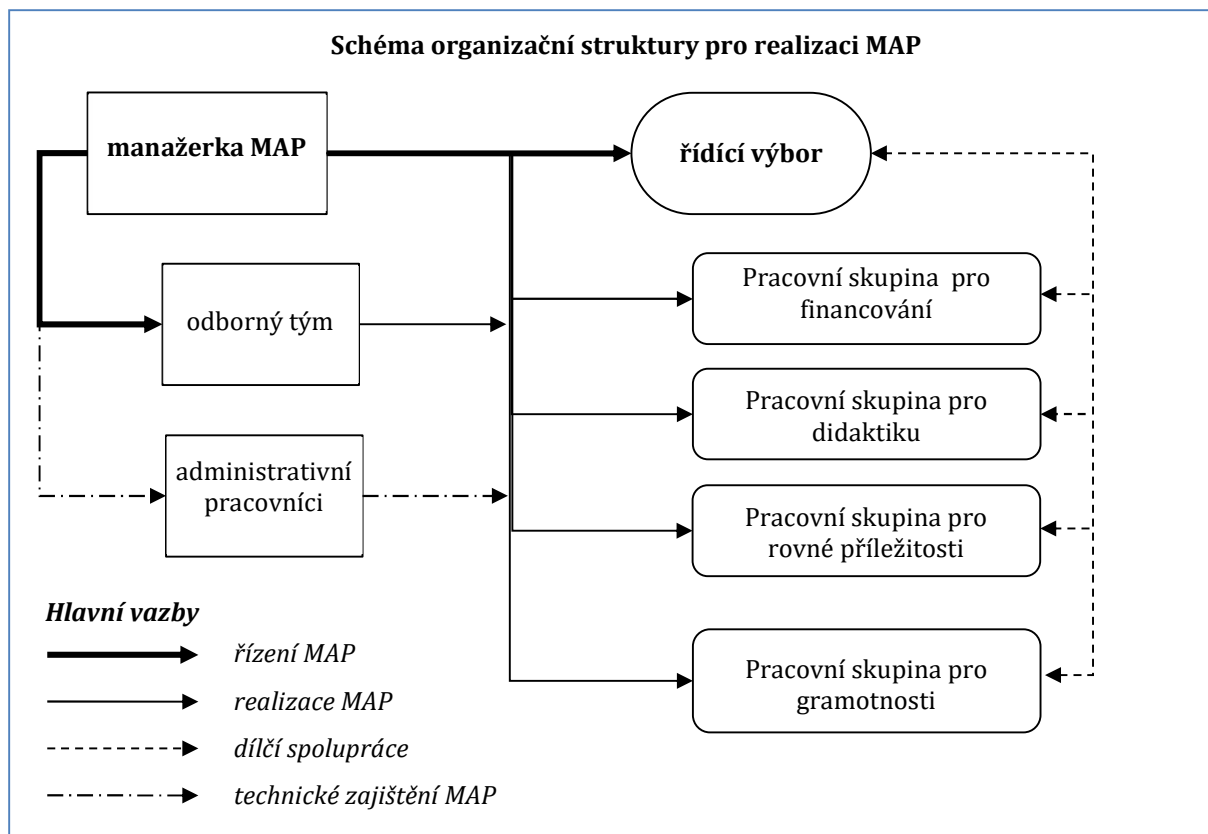 Schéma organizační struktury pro realizaci MAP
manažerka MAP
řídící výbor
odborný tým
Pracovní skupina pro
financování
Pracovní skupina pro
didaktiku
administrativní
pracovníci
Pracovní skupina pro
rovné příležitosti
Pracovní skupina pro
gramotnosti
Hlavní vazby
řízení MAP
realizace MAP
dílčí spolupráce
technické zajištění MAP